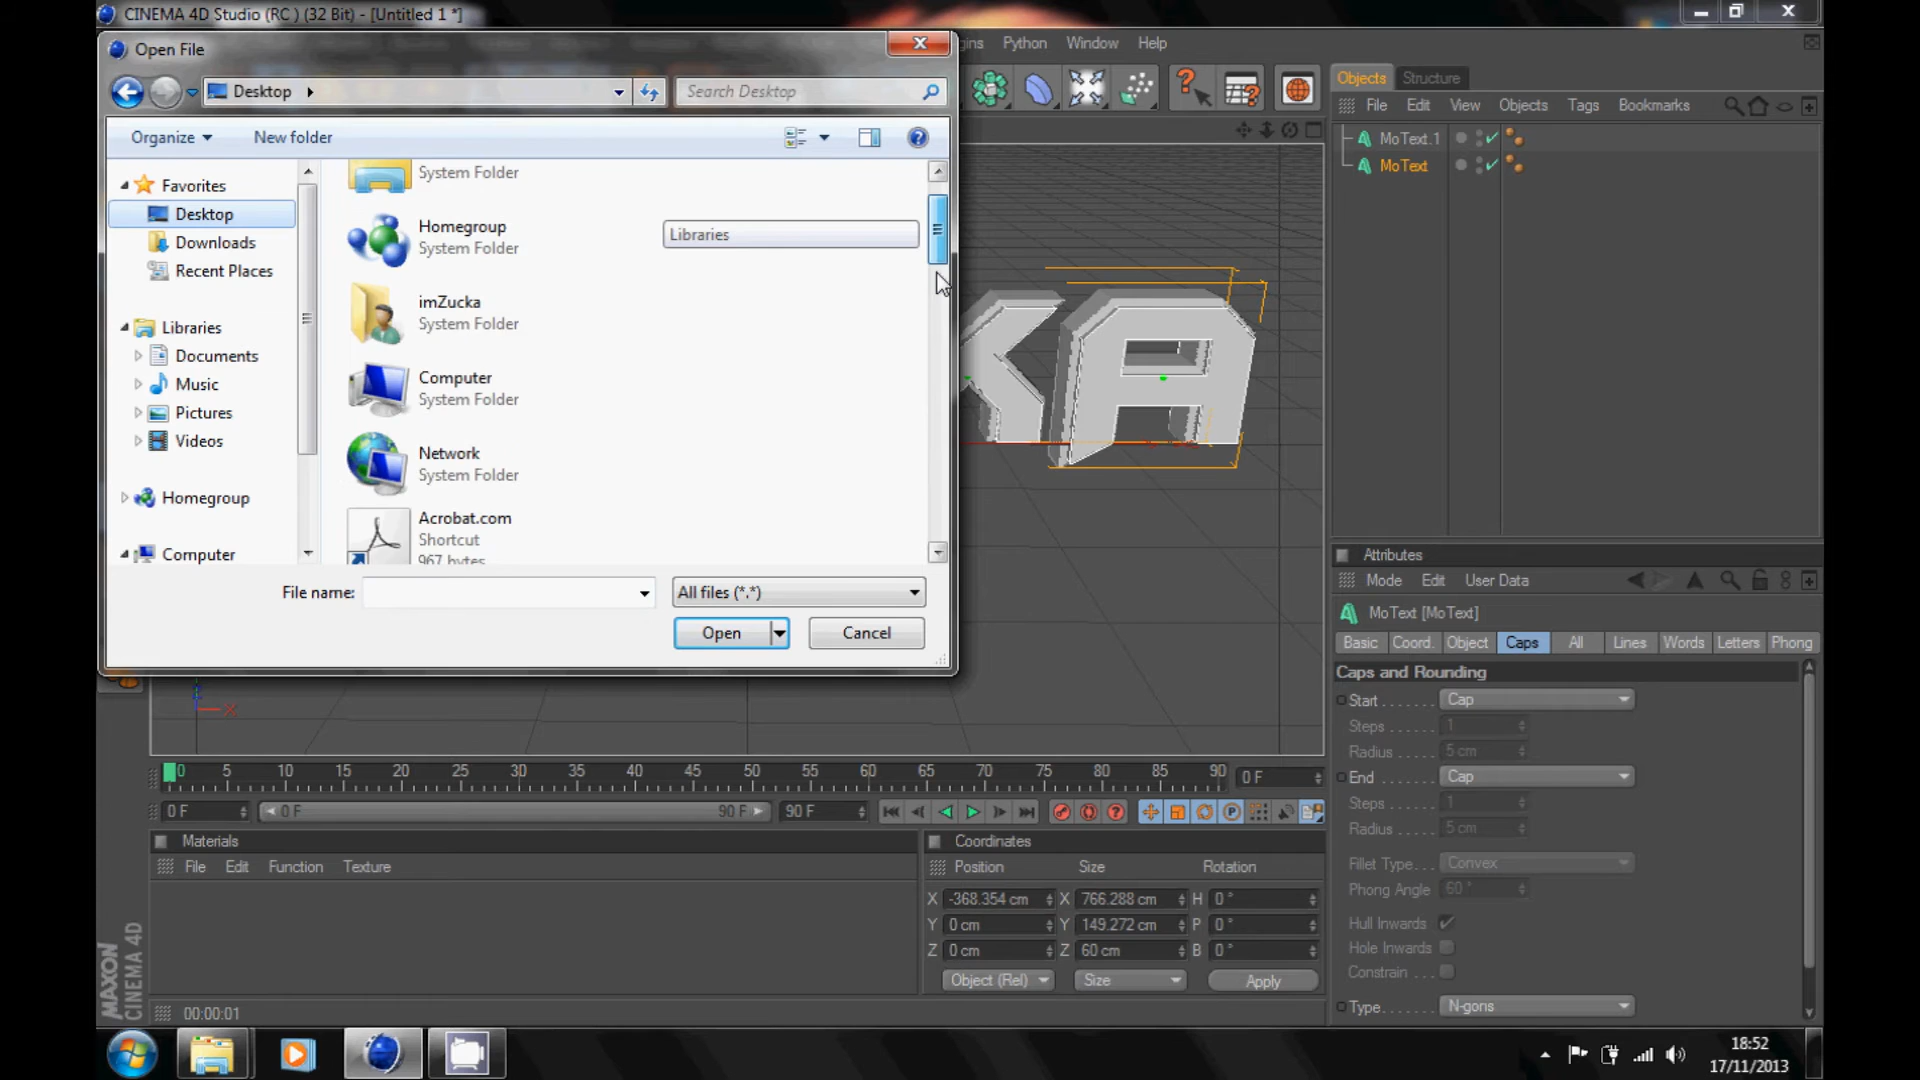 CINEMA 4D Studio (RC ) (32 Bit) - [Untitled 1 *]
Open File
gins Python Window Help
Desktop
Search Desktop
Organize New folder
Favorites
Desktop
Downloads
Recent Places
Libraries
Documents
Music
Pictures
Videos
Homegroup
Computer
System Folder
Homegroup
System Folder
Libraries
imZucka
System Folder
Computer
System Folder
Network
System Folder
Acrobat.com
Shortcut
967 bytes
File name:
All files (*.*)
Open Cancel
KA
Objects Structure
File Edit View Objects Tags Bookmarks
MoText.1
MoText
Attributes
Mode Edit User Data
MoText [MoText]
Basic Coord. Object Caps All Lines Words Letters Phong
Caps and Rounding
Start . . . . . . . Cap
Steps . . . . . . 1
Radius . . . . . 5 cm
End . . . . . . . . Cap
Steps . . . . . . 1
Radius . . . . . 5 cm
Fillet Type. . . . Convex
Phong Angle 60 °
Hull Inwards
Hole Inwards
Constrain . . .
Type. . . . . . . N-gons
X
0 5 10 15 20 25 30 35 40 45 50 55 60 65 70 75 80 85 90 0 F
0 F 0 F 90 F 90 F
P
Materials
File Edit Function Texture
Coordinates
Position Size Rotation
X -368.354 cm X 766.288 cm H 0 °
Y 0 cm Y 149.272 cm P 0 °
Z 0 cm Z 60 cm B 0 °
Object (Rel) Size Apply
MAXON
CINEMA 4D
00:00:01
18:52
17/11/2013